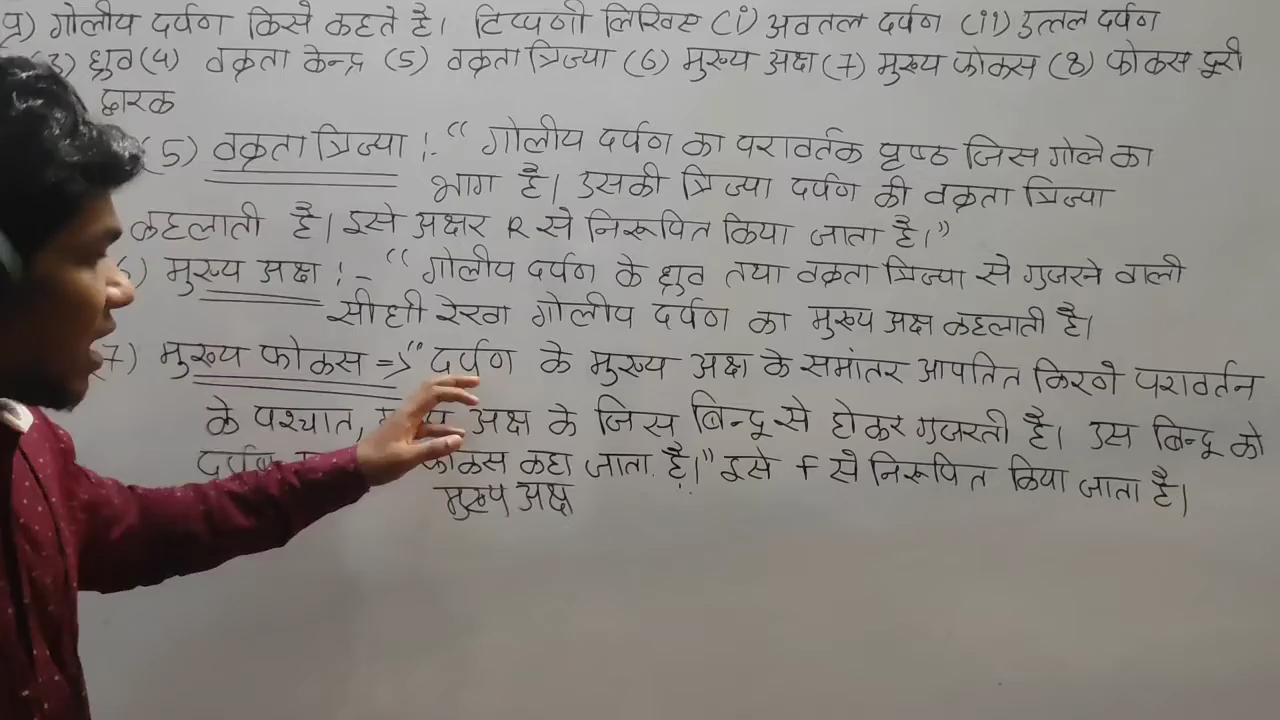 प्र) गोलीय दर्पण किसे कहते है। टिप्पणी लिखिए (i) अवतल दर्पण (ii) उत्तल दर्पण
3) ध्रुव (4) वक्रता केन्द्र (5) वक्रता त्रिज्या (6) मुख्य अक्ष (7) मुख्य फोकस (8) फोकस दूरी
द्वारक
(5) वक्रता त्रिज्या :- “ गोलीय दर्पण का परावर्तक पृष्ठ जिस गोले का
भाग है। उसकी त्रिज्या दर्पण की वक्रता त्रिज्या
कहलाती है। इसे अक्षर R से निरूपित किया जाता है।”
) मुख्य अक्ष :- “ गोलीय दर्पण के ध्रुव तथा वक्रता त्रिज्या से गुजरने वाली
सीधी रेखा गोलीय दर्पण का मुख्य अक्ष कहलाती है।
(7) मुख्य फोकस => “ दर्पण के मुख्य अक्ष के समांतर आपतित किरणे परावर्तन
के पश्चात, अक्ष के जिस बिन्दू से होकर गुजरती है। उस बिन्दू को
फोकस कहा जाता है।” इसे f से निरूपित किया जाता है।
मुख्य अक्ष